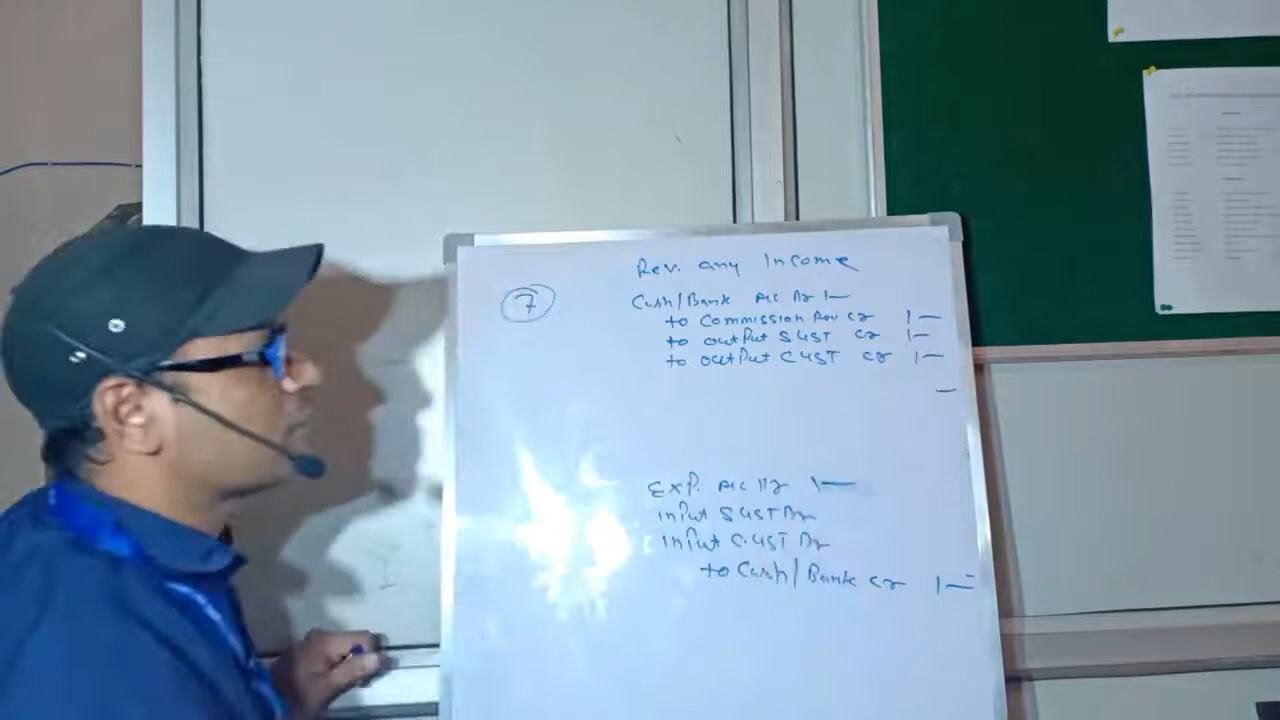 Rev. any Income
7
Cash/Bank A/c Dr 1—
to Commission Rev Cr 1—
to output SGST Cr 1—
to output CGST Cr 1—
—
Exp. A/c Dr 1—
input SGST Dr
input C.GST Dr
to Cash/Bank Cr 1—